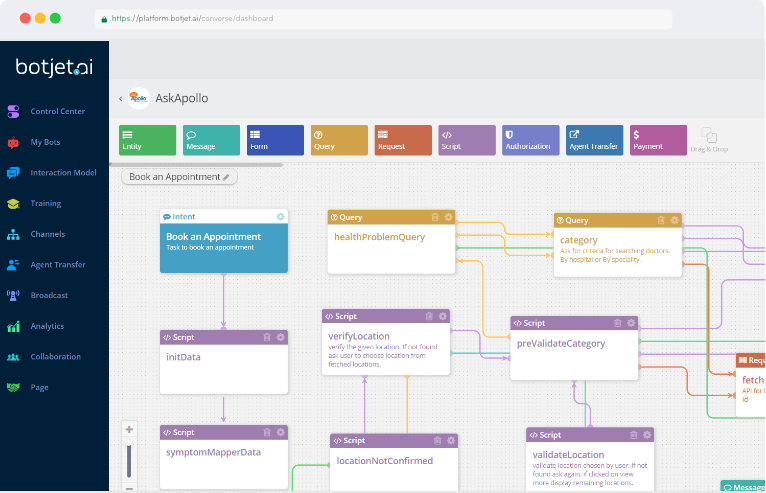 https://platform.botjet.ai/converse/dashboard
botjet.ai
Control Center
My Bots
Interaction Model
Training
Channels
Agent Transfer
Broadcast
Analytics
Collaboration
Page
Apollo
AskApollo
Entity
Message
Form
Query
Request
Script
Authorization
Agent Transfer
Payment
Drag & Drop
Book an Appointment
Intent
Book an Appointment
Task to book an appointment
Query
healthProblemQuery
Query
category
Ask for criteria for searching doctors.
By hospital or By speciality.
Script
initData
Script
verifyLocation
verify the given location. If not found
ask user to choose location from
fetched locations.
Script
preValidateCategory
Requ
fetch
API for
id
Script
symptomMapperData
Script
locationNotConfirmed
Script
validateLocation
validate location chosen by user. If not
found ask again. if clicked on view
more display remaining locations.
Message